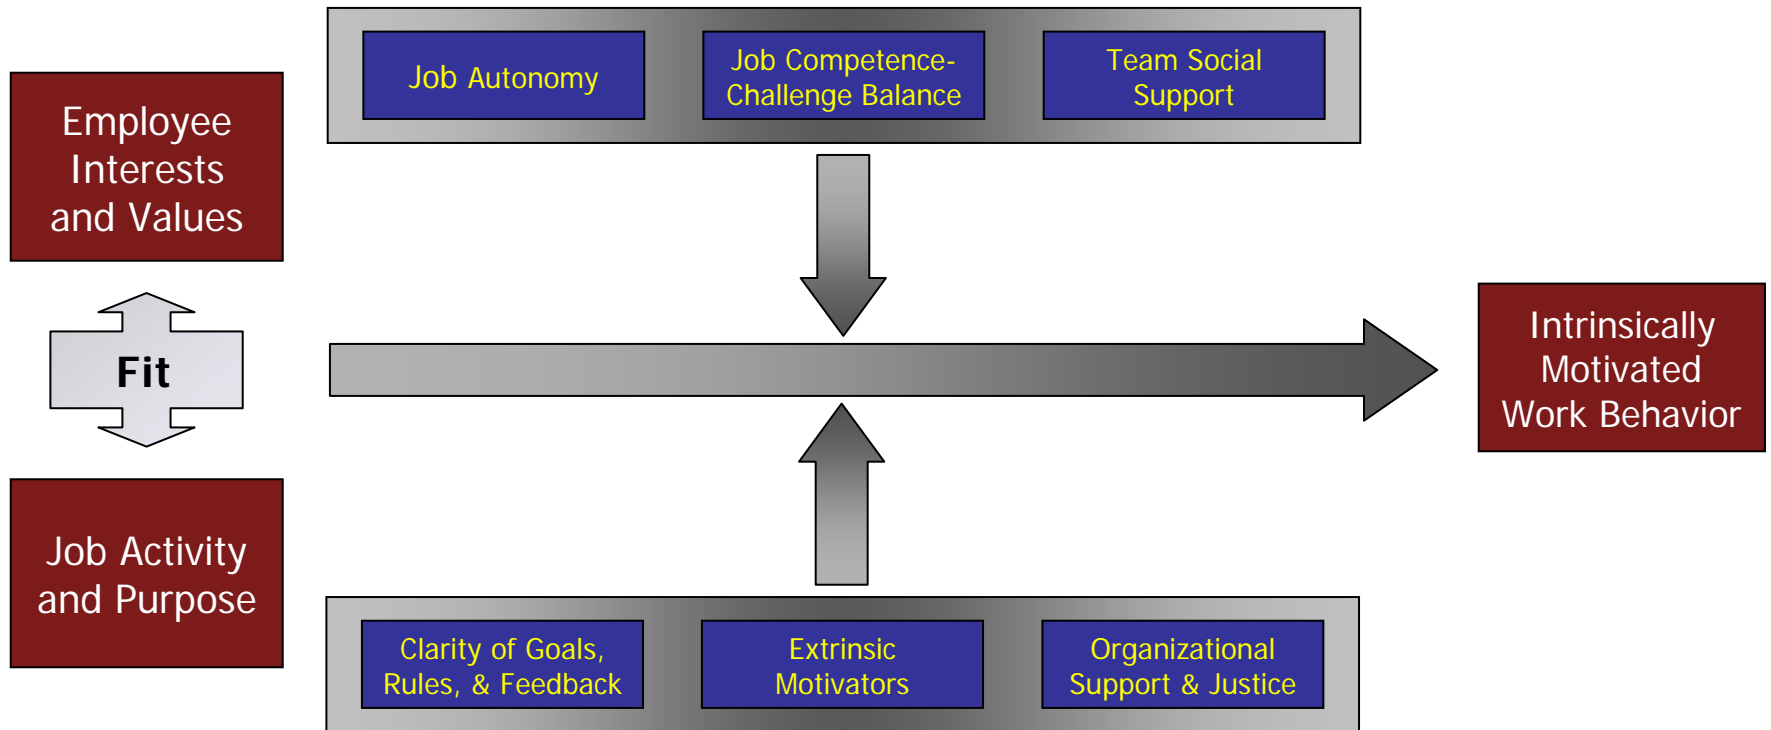 Employee
Interests
and Values
Fit
Job Activity
and Purpose
Job Autonomy
Job Competence-
Challenge Balance
Team Social
Support
Clarity of Goals,
Rules, & Feedback
Extrinsic
Motivators
Organizational
Support & Justice
Intrinsically
Motivated
Work Behavior